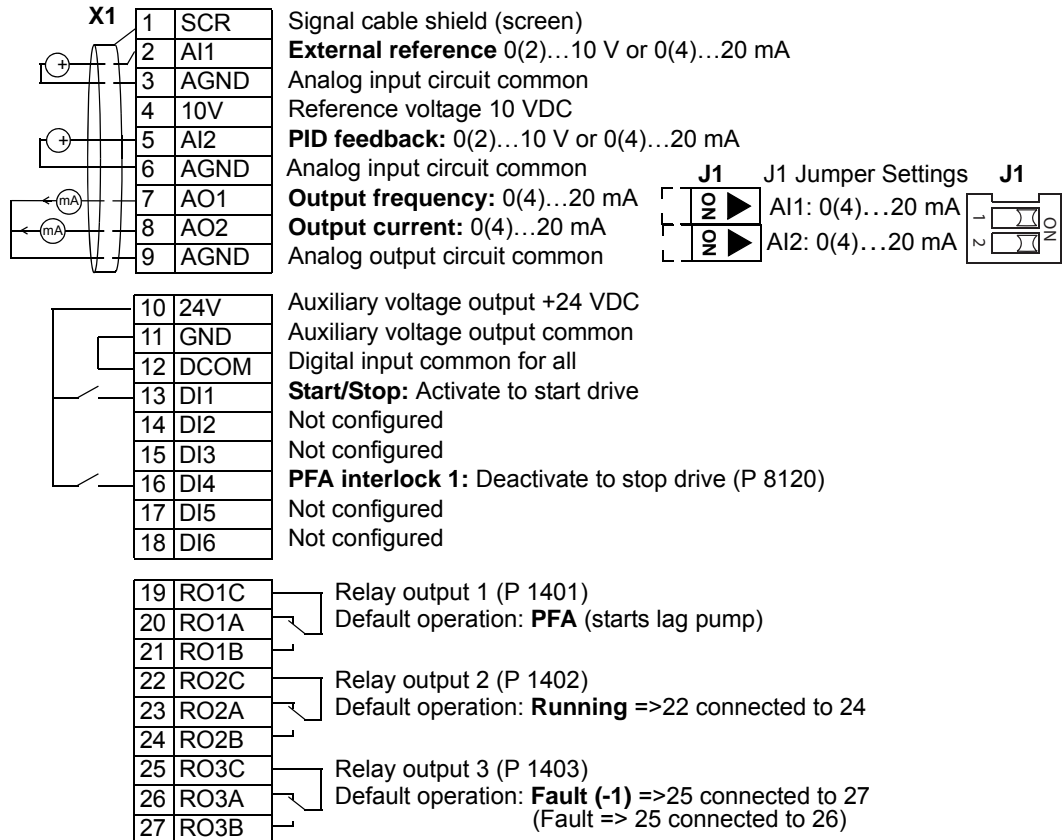 X1
1 SCR Signal cable shield (screen)
2 AI1 External reference 0(2)…10 V or 0(4)…20 mA
3 AGND Analog input circuit common
4 10V Reference voltage 10 VDC
5 AI2 PID feedback: 0(2)…10 V or 0(4)…20 mA
6 AGND Analog input circuit common
7 AO1 Output frequency: 0(4)…20 mA
8 AO2 Output current: 0(4)…20 mA
9 AGND Analog output circuit common
+
+
mA
mA
J1 J1 Jumper Settings J1
ON AI1: 0(4)…20 mA
ON AI2: 0(4)…20 mA
1
2
ON
10 24V Auxiliary voltage output +24 VDC
11 GND Auxiliary voltage output common
12 DCOM Digital input common for all
13 DI1 Start/Stop: Activate to start drive
14 DI2 Not configured
15 DI3 Not configured
16 DI4 PFA interlock 1: Deactivate to stop drive (P 8120)
17 DI5 Not configured
18 DI6 Not configured
19 RO1C Relay output 1 (P 1401)
20 RO1A Default operation: PFA (starts lag pump)
21 RO1B
22 RO2C Relay output 2 (P 1402)
23 RO2A Default operation: Running =>22 connected to 24
24 RO2B
25 RO3C Relay output 3 (P 1403)
26 RO3A Default operation: Fault (-1) =>25 connected to 27
27 RO3B (Fault => 25 connected to 26)